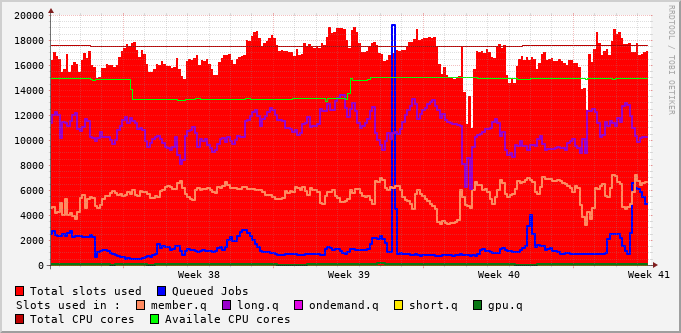 20000
18000
16000
14000
12000
10000
8000
6000
4000
2000
0
Week 38 Week 39 Week 40 Week 41
RRDTOOL / TOBI OETIKER
Total slots used Queued Jobs
Slots used in : member.q long.q ondemand.q short.q gpu.q
Total CPU cores Availale CPU cores